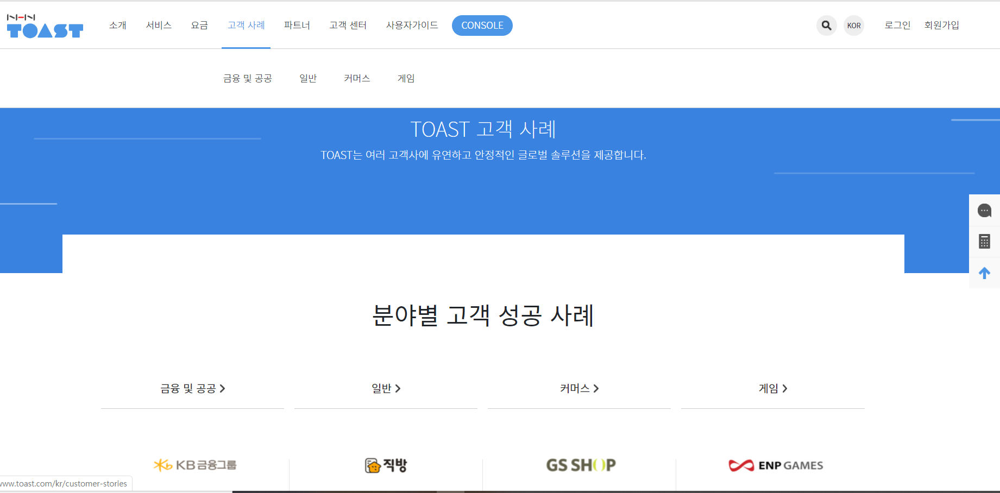 NHN
TOAST
소개 서비스 요금 고객 사례 파트너 고객 센터 사용자가이드 CONSOLE KOR 로그인 회원가입
금융 및 공공 일반 커머스 게임
TOAST 고객 사례
TOAST는 여러 고객사에 유연하고 안정적인 글로벌 솔루션을 제공합니다.
분야별 고객 성공 사례
금융 및 공공 일반 커머스 게임
KB금융그룹 직방 GS SHOP ENP GAMES
www.toast.com/kr/customer-stories